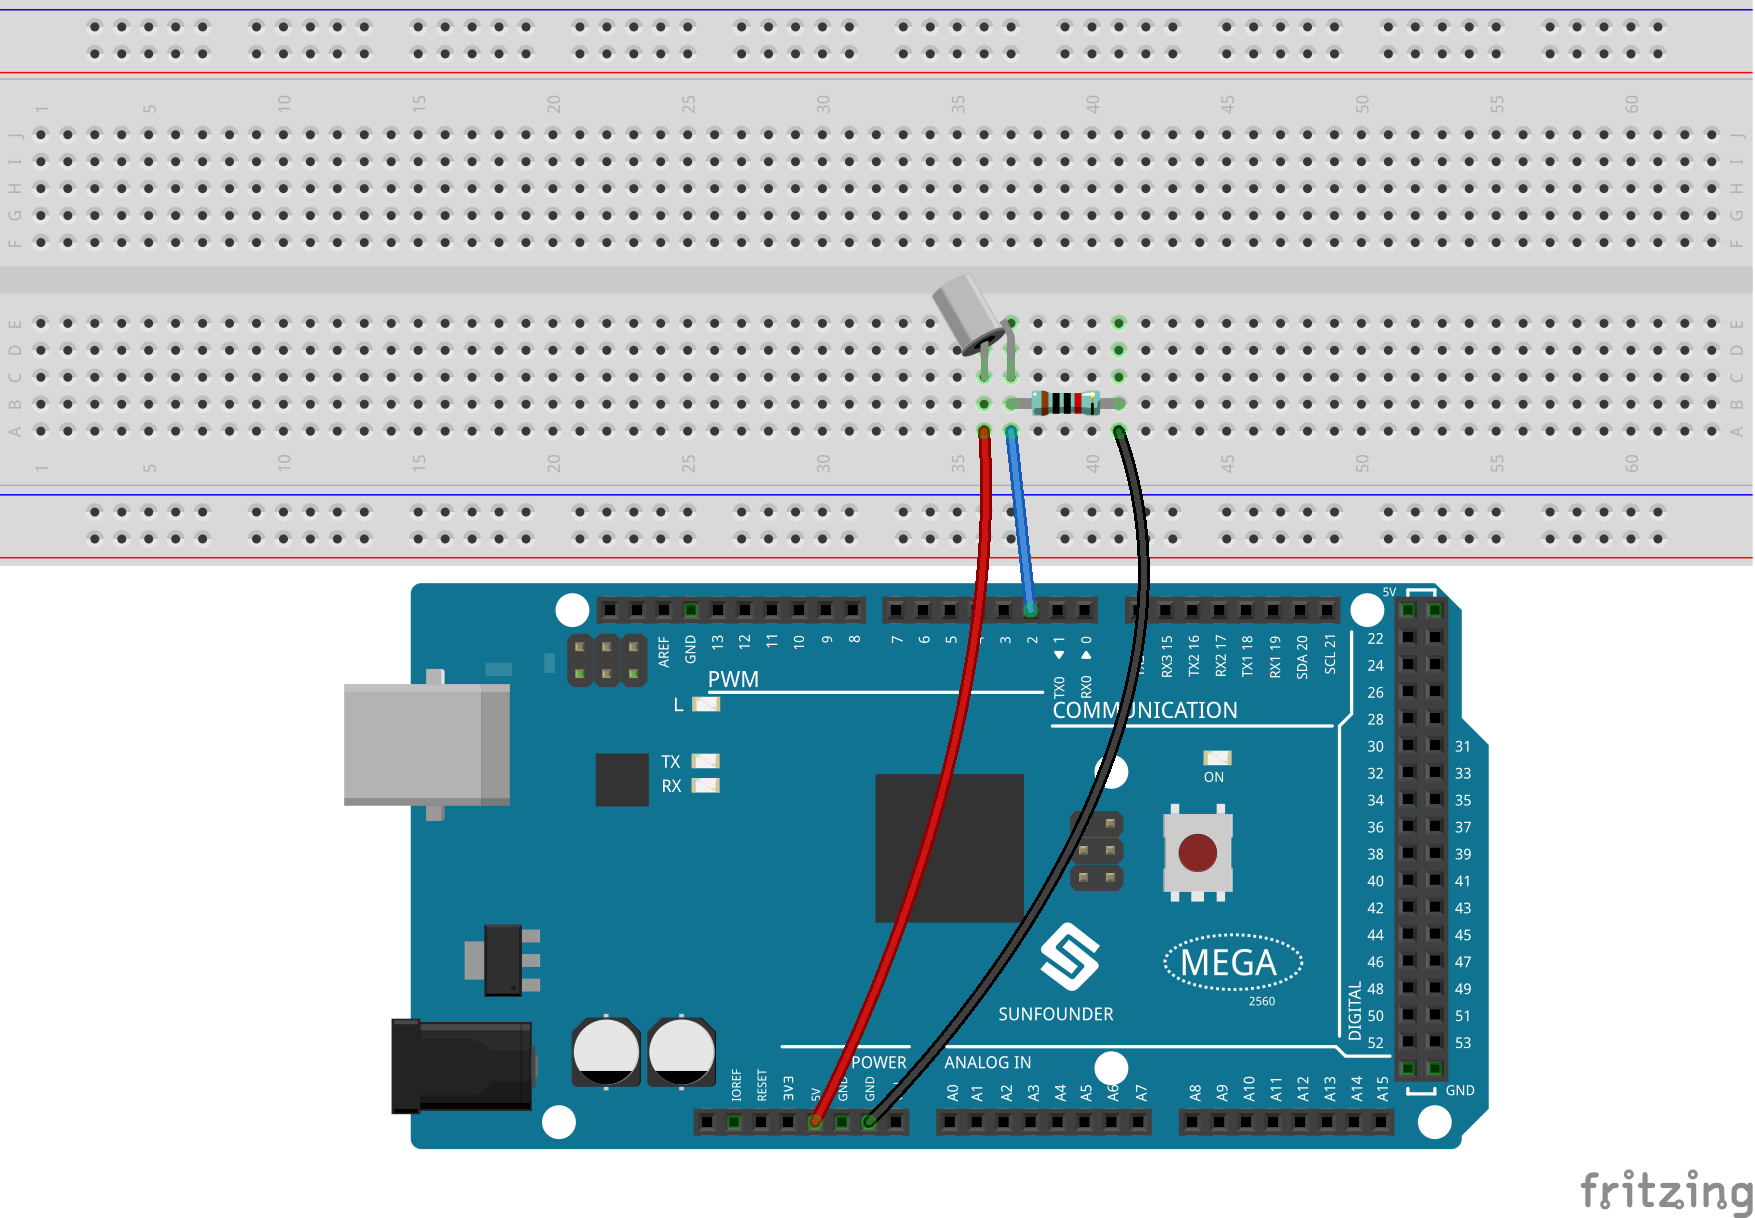 1 5 10 15 20 25 30 35 40 45 50 55 60
J J
I I
H H
G G
F F
E E
D D
C C
B B
A A
1 5 10 15 20 25 30 35 40 45 50 55 60
5V
AREF GND 13 12 11 10 9 8 7 6 5 3 2 1 0
TX0 RX0
RX3 15 TX2 16 RX2 17 TX1 18 RX1 19 SDA 20 SCL 21
PWM
COMMUNICATION
L
TX
RX
ON
22
24
26
28
30 31
32 33
34 35
36 37
38 39
40 41
42 43
44 45
46 47
48 49
50 51
52 53
DIGITAL
GND
MEGA
2560
SUNFOUNDER
POWER
ANALOG IN
IOREF RESET 3V3 5V GND GND
A0 A1 A2 A3 A4 A5 A6 A7 A8 A9 A10 A11 A12 A13 A14 A15
fritzing